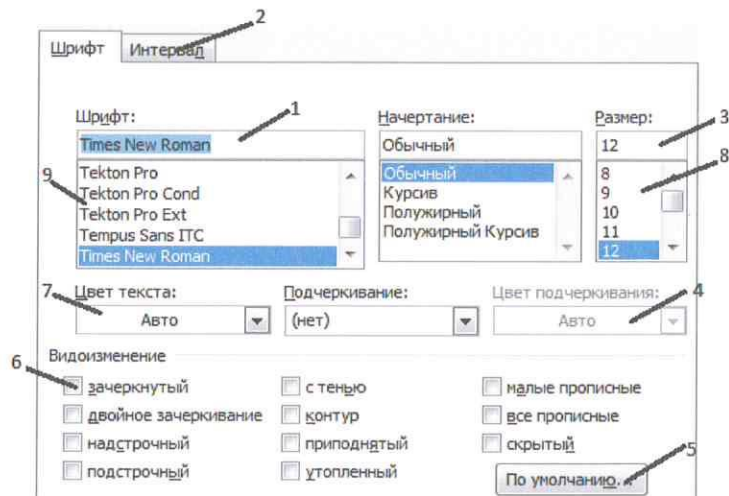 2
Шрифт Интервал
Шрифт: 1 Начертание: Размер: 3
Times New Roman Обычный 12
9 Tekton Pro Обычный 8 8
Tekton Pro Cond Курсив 9
Tekton Pro Ext Полужирный 10
Tempus Sans ITC Полужирный Курсив 11
Times New Roman 12
7 Цвет текста: Подчеркивание: Цвет подчеркивания: 4
Авто (нет) Авто
Видоизменение
6 зачеркнутый с тенью малые прописные
двойное зачеркивание контур все прописные
надстрочный приподнятый скрытый 5
подстрочный утопленный По умолчанию...